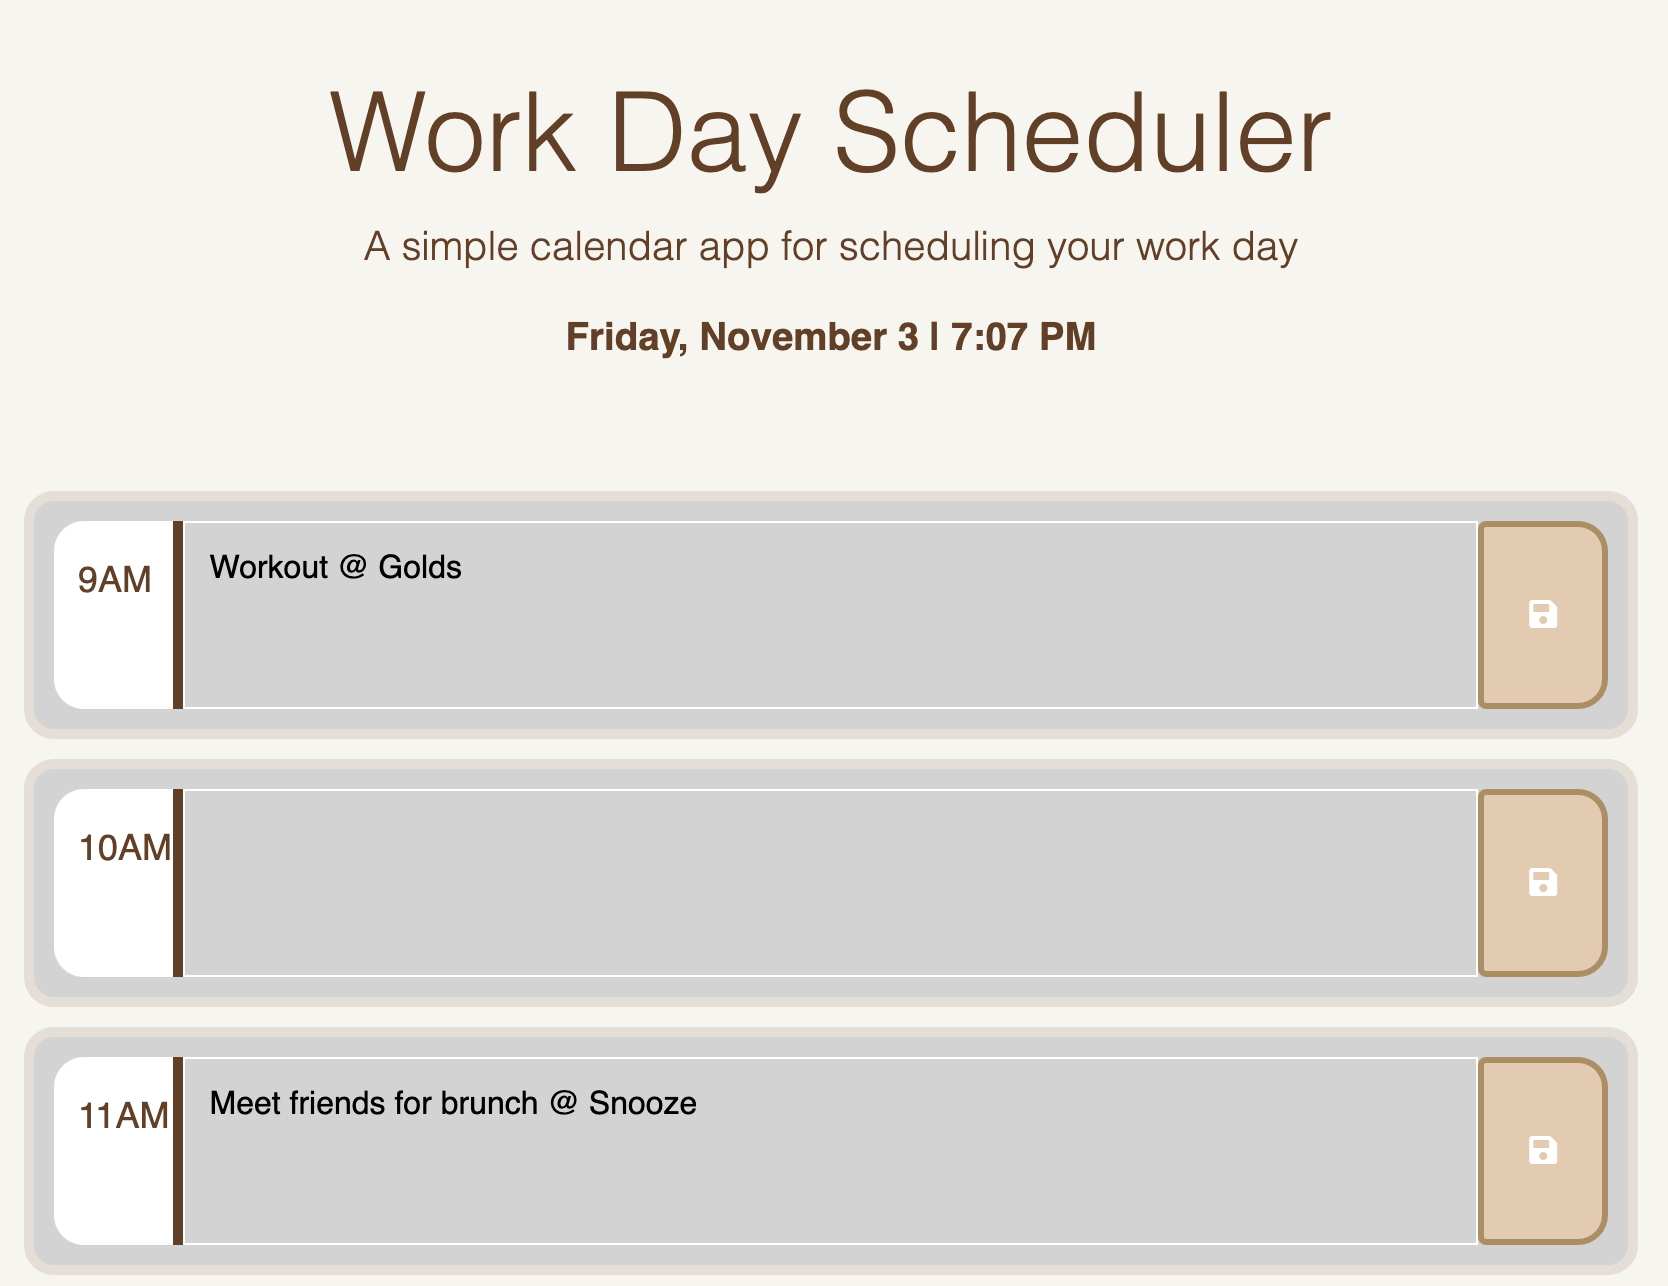 Work Day Scheduler
A simple calendar app for scheduling your work day
Friday, November 3 | 7:07 PM
9AM
Workout @ Golds
10AM
11AM
Meet friends for brunch @ Snooze